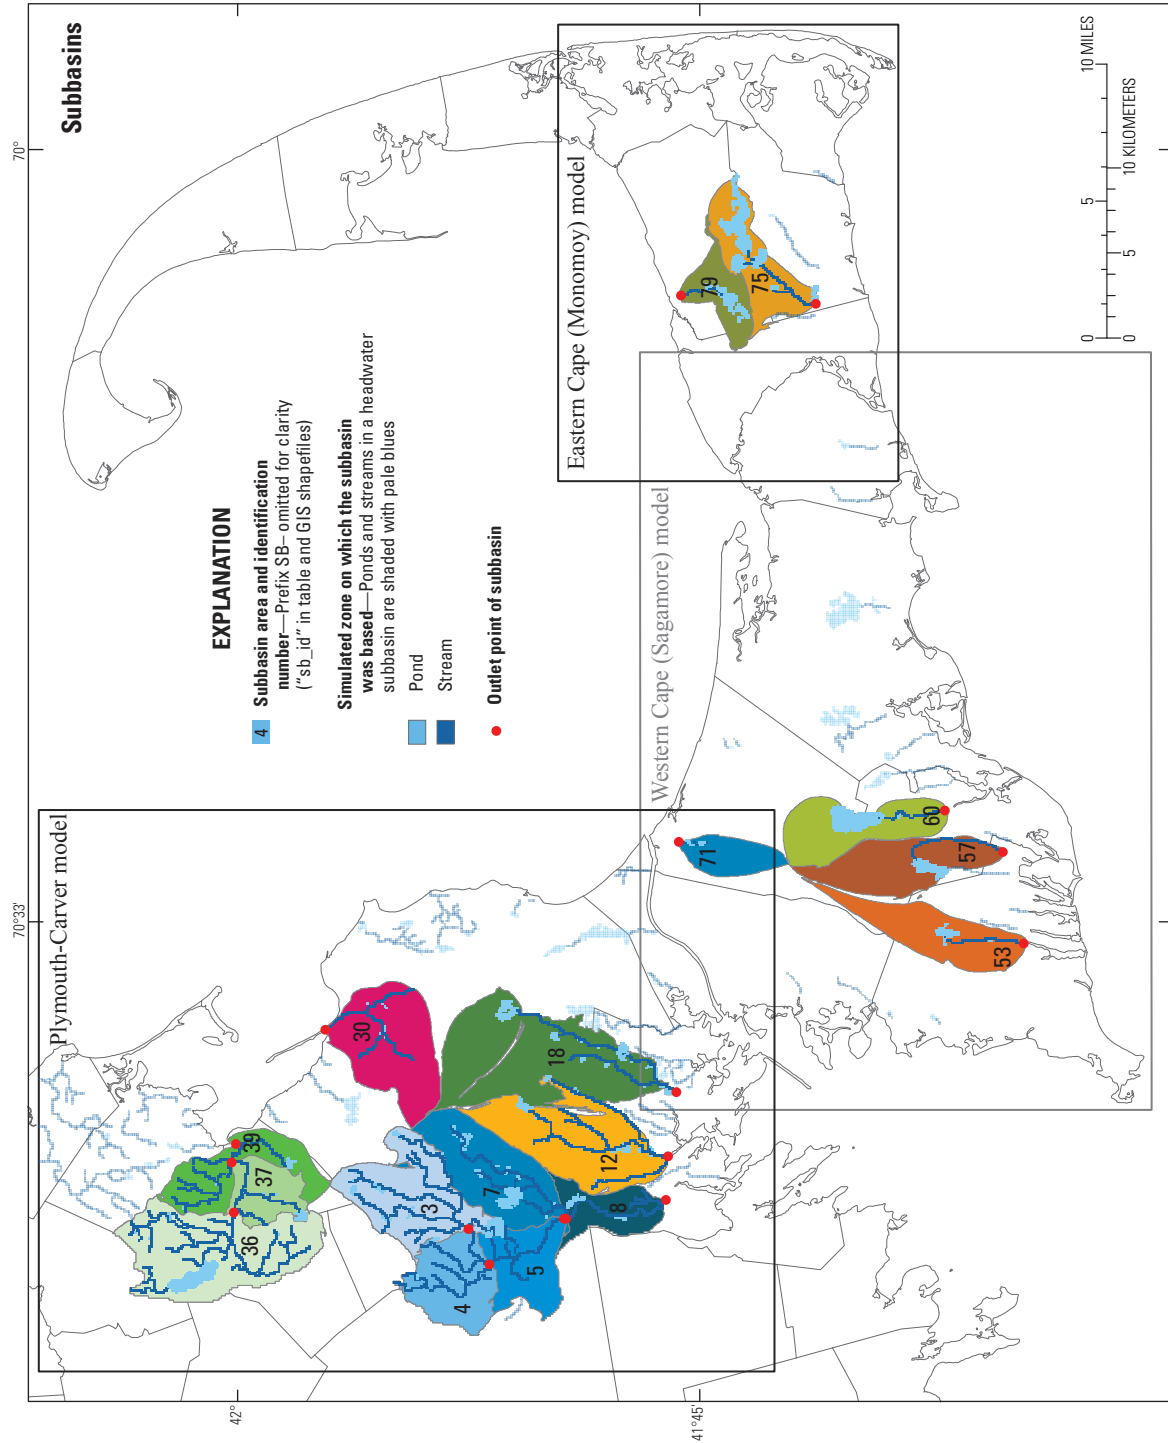 Subbasins
70°33'
70°
42°
41°45'
Plymouth-Carver model
Western Cape (Sagamore) model
Eastern Cape (Monomoy) model
EXPLANATION
4
Subbasin area and identification
number—Prefix SB– omitted for clarity
("sb_id" in table and GIS shapefiles)
Simulated zone on which the subbasin
was based—Ponds and streams in a headwater
subbasin are shaded with pale blues
Pond
Stream
Outlet point of subbasin
36
37
39
30
3
4
5
7
8
12
18
71
53
57
60
79
75
0
5
10 MILES
0
5
10 KILOMETERS